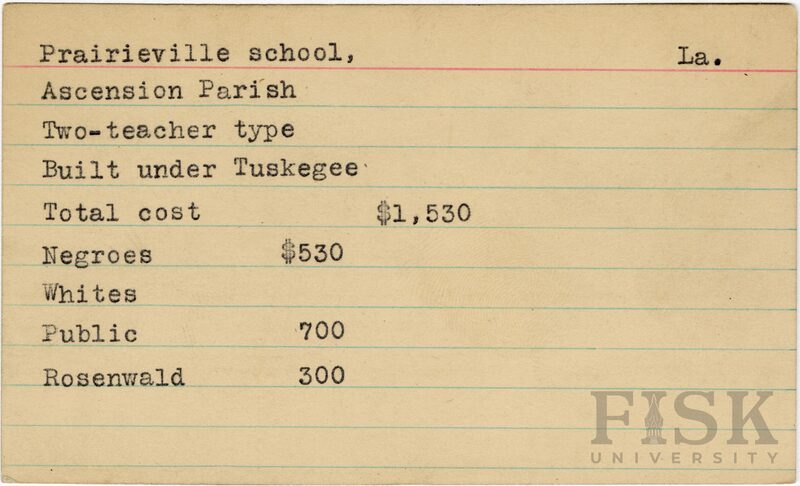 Prairieville school, La.
Ascension Parish
Two-teacher type
Built under Tuskegee
Total cost $1,530
Negroes $530
Whites
Public 700
Rosenwald 300
FISK
UNIVERSITY